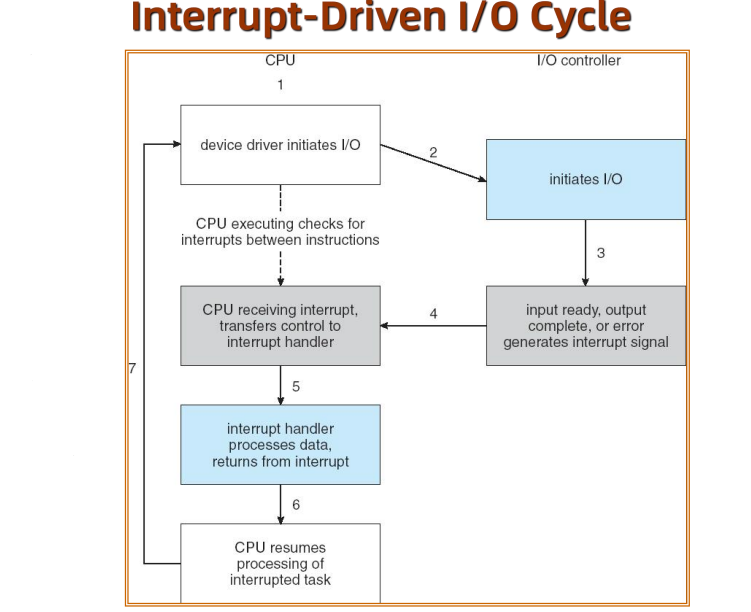 Interrupt-Driven I/O Cycle
CPU
I/O controller
1
device driver initiates I/O
2
initiates I/O
CPU executing checks for
interrupts between instructions
3
CPU receiving interrupt,
transfers control to
interrupt handler
4
input ready, output
complete, or error
generates interrupt signal
7
5
interrupt handler
processes data,
returns from interrupt
6
CPU resumes
processing of
interrupted task